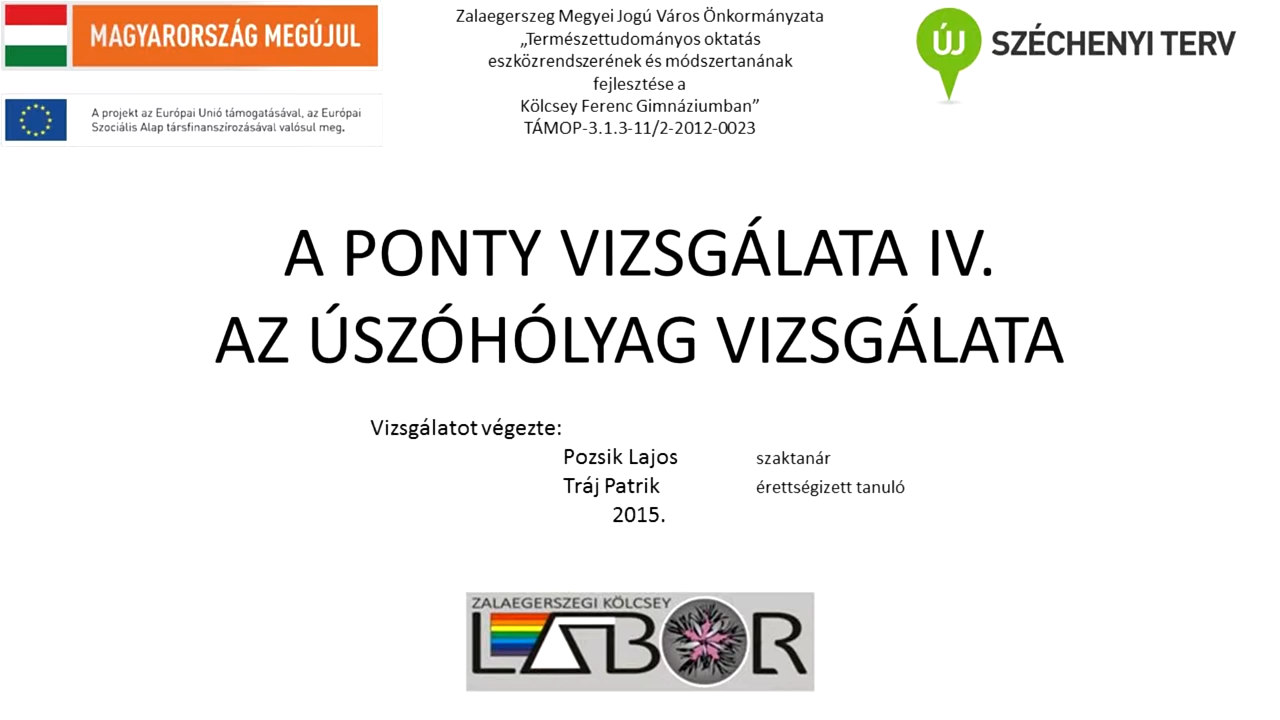 MAGYARORSZÁG MEGÚJUL
A projekt az Európai Unió támogatásával, az Európai
Szociális Alap társfinanszírozásával valósul meg.
Zalaegerszeg Megyei Jogú Város Önkormányzata
„Természettudományos oktatás
eszközrendszerének és módszertanának
fejlesztése a
Kölcsey Ferenc Gimnáziumban”
TÁMOP-3.1.3-11/2-2012-0023
ÚJ SZÉCHENYI TERV
A PONTY VIZSGÁLATA IV.
AZ ÚSZÓHÓLYAG VIZSGÁLATA
Vizsgálatot végezte:
Pozsik Lajos szaktanár
Tráj Patrik érettségizett tanuló
2015.
ZALAEGERSZEGI KÖLCSEY
LABOR